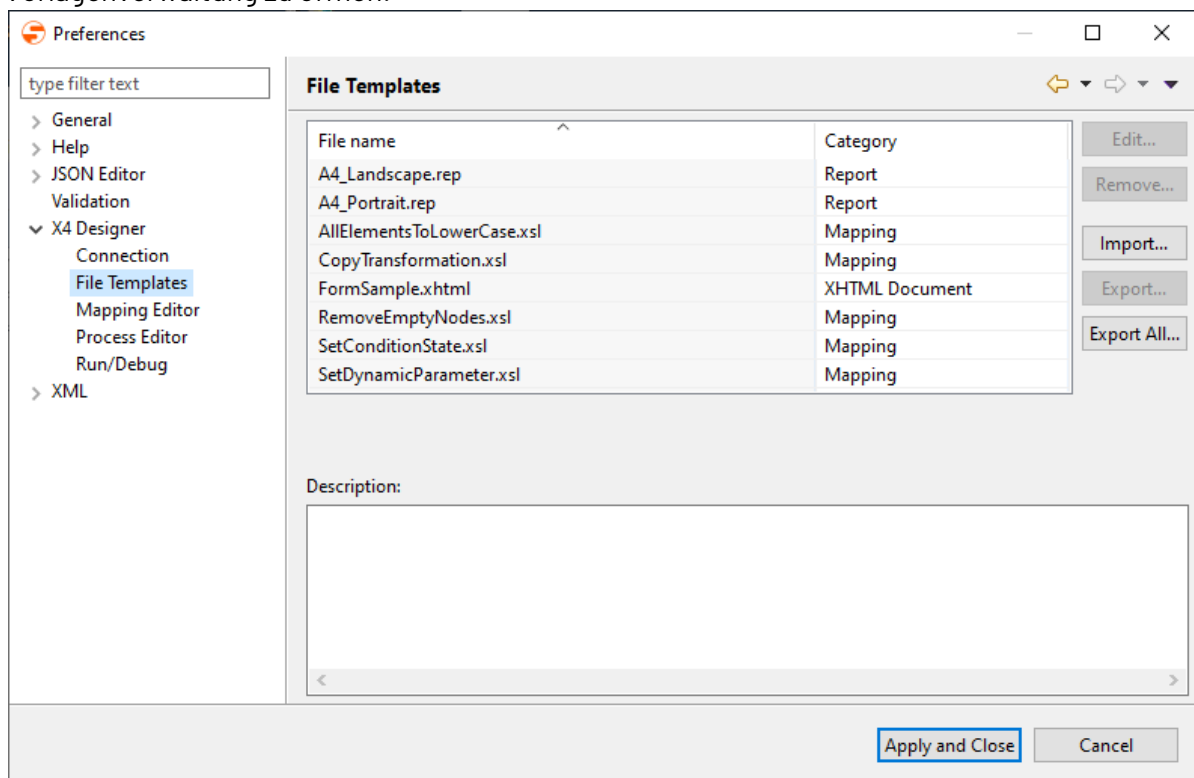 Vorlagenverwaltung zu öffnen.
Preferences
type filter text
General
Help
JSON Editor
Validation
X4 Designer
Connection
File Templates
Mapping Editor
Process Editor
Run/Debug
XML
File Templates
File name Category
A4_Landscape.rep Report
A4_Portrait.rep Report
AllElementsToLowerCase.xsl Mapping
CopyTransformation.xsl Mapping
FormSample.xhtml XHTML Document
RemoveEmptyNodes.xsl Mapping
SetConditionState.xsl Mapping
SetDynamicParameter.xsl Mapping
Edit...
Remove...
Import...
Export...
Export All...
Description:
Apply and Close
Cancel